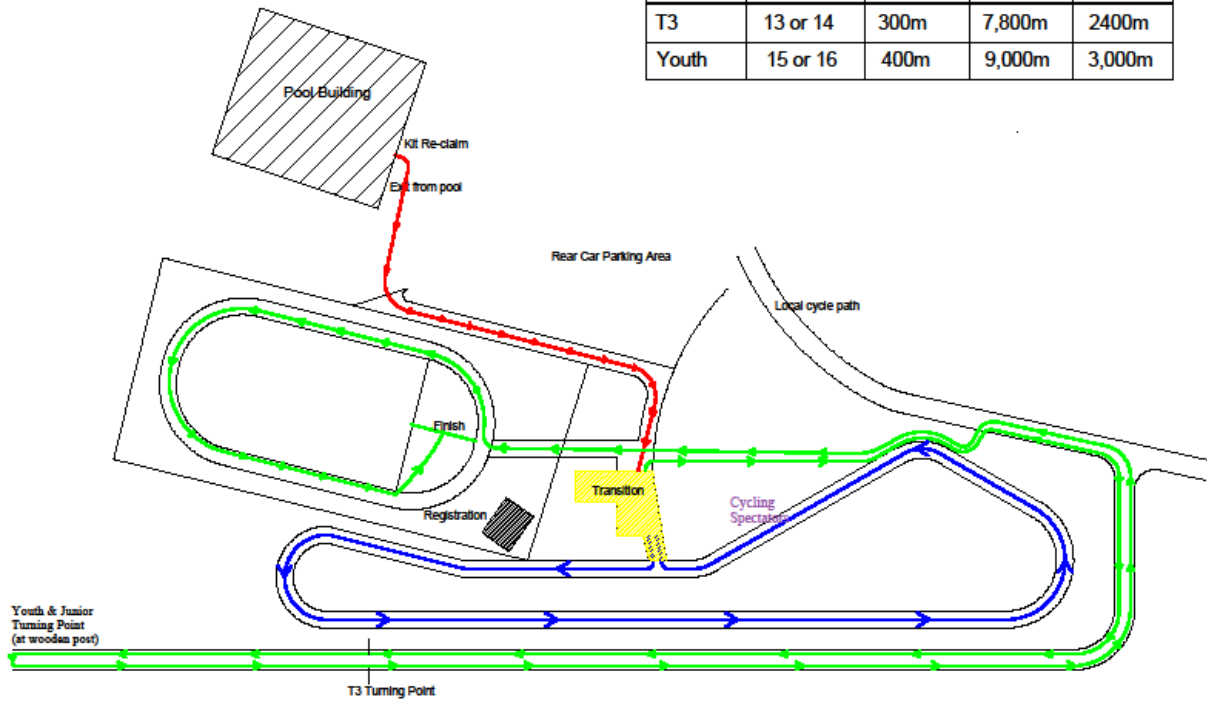 T3 13 or 14 300m 7,800m 2400m
Youth 15 or 16 400m 9,000m 3,000m
Pool Building
Kit Re-claim
Exit from pool
Rear Car Parking Area
Local cycle path
Finish
Transition
Registration
Cycling
Spectators
Youth & Junior
Turning Point
(at wooden post)
T3 Turning Point